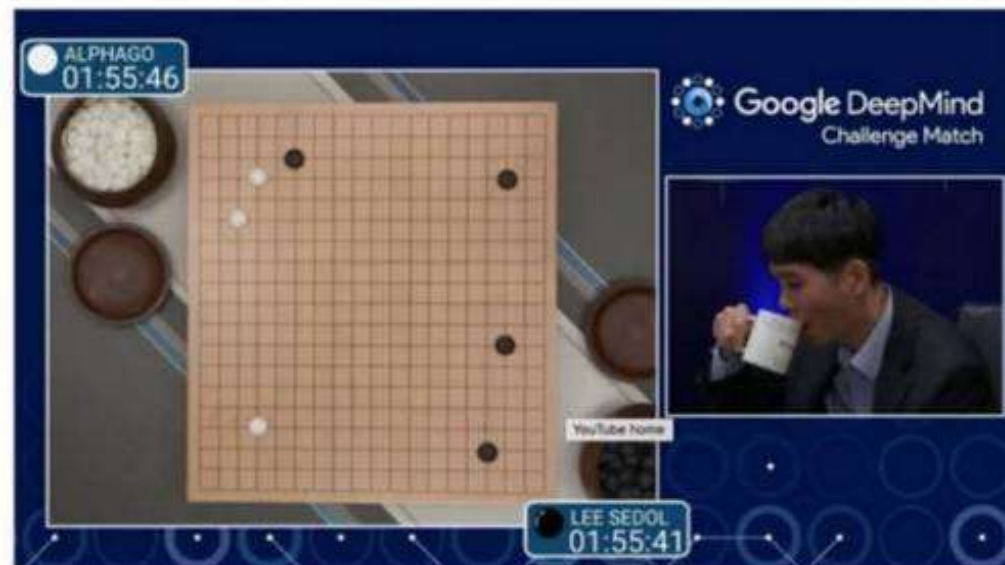 ALPHAGO
01:55:46
Google DeepMind
Challenge Match
YouTube home
LEE SEDOL
01:55:41